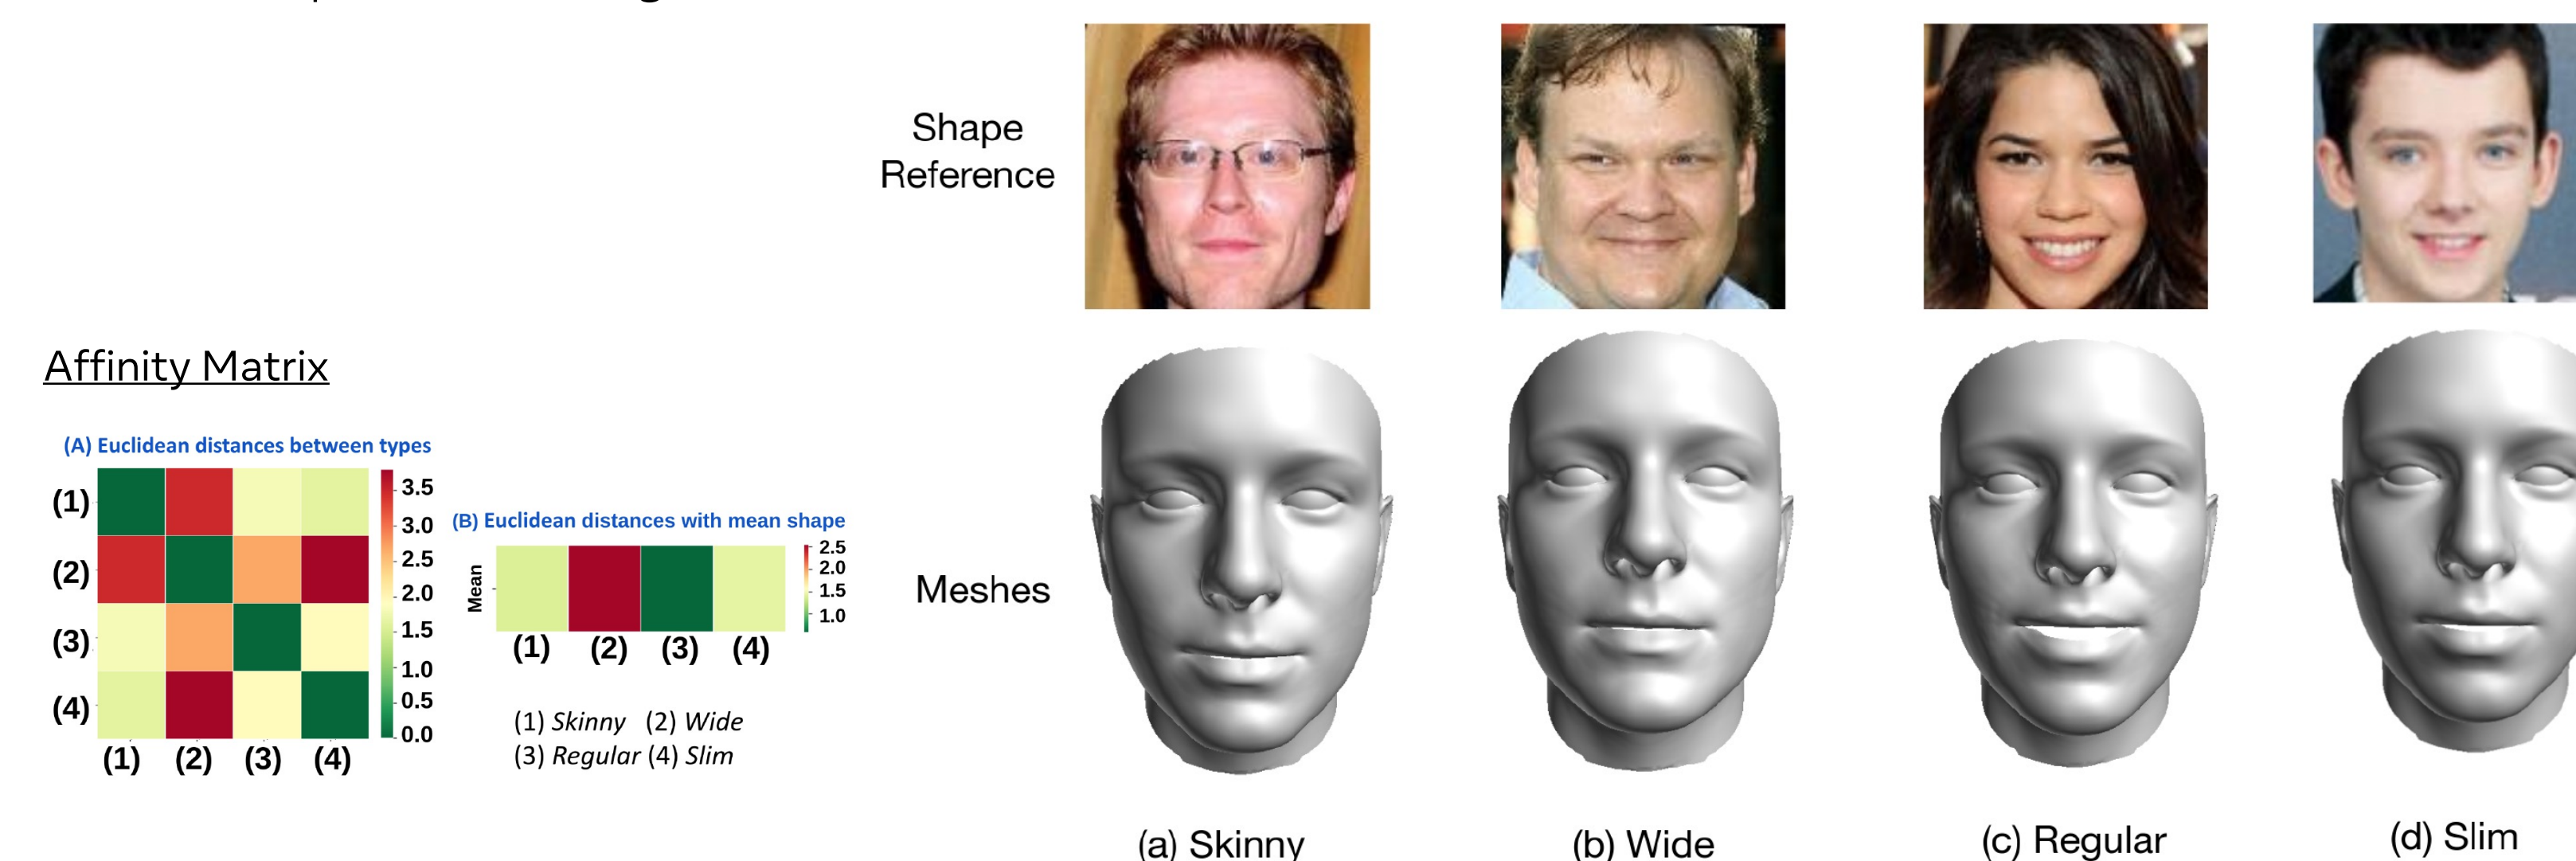 Shape
Reference
Affinity Matrix
(A) Euclidean distances between types
(1)
(2)
(3)
(4)
(1) (2) (3) (4)
3.5
3.0
2.5
2.0
1.5
1.0
0.5
0.0
(B) Euclidean distances with mean shape
Mean
(1) (2) (3) (4)
2.5
2.0
1.5
1.0
(1) Skinny (2) Wide
(3) Regular (4) Slim
Meshes
(a) Skinny
(b) Wide
(c) Regular
(d) Slim